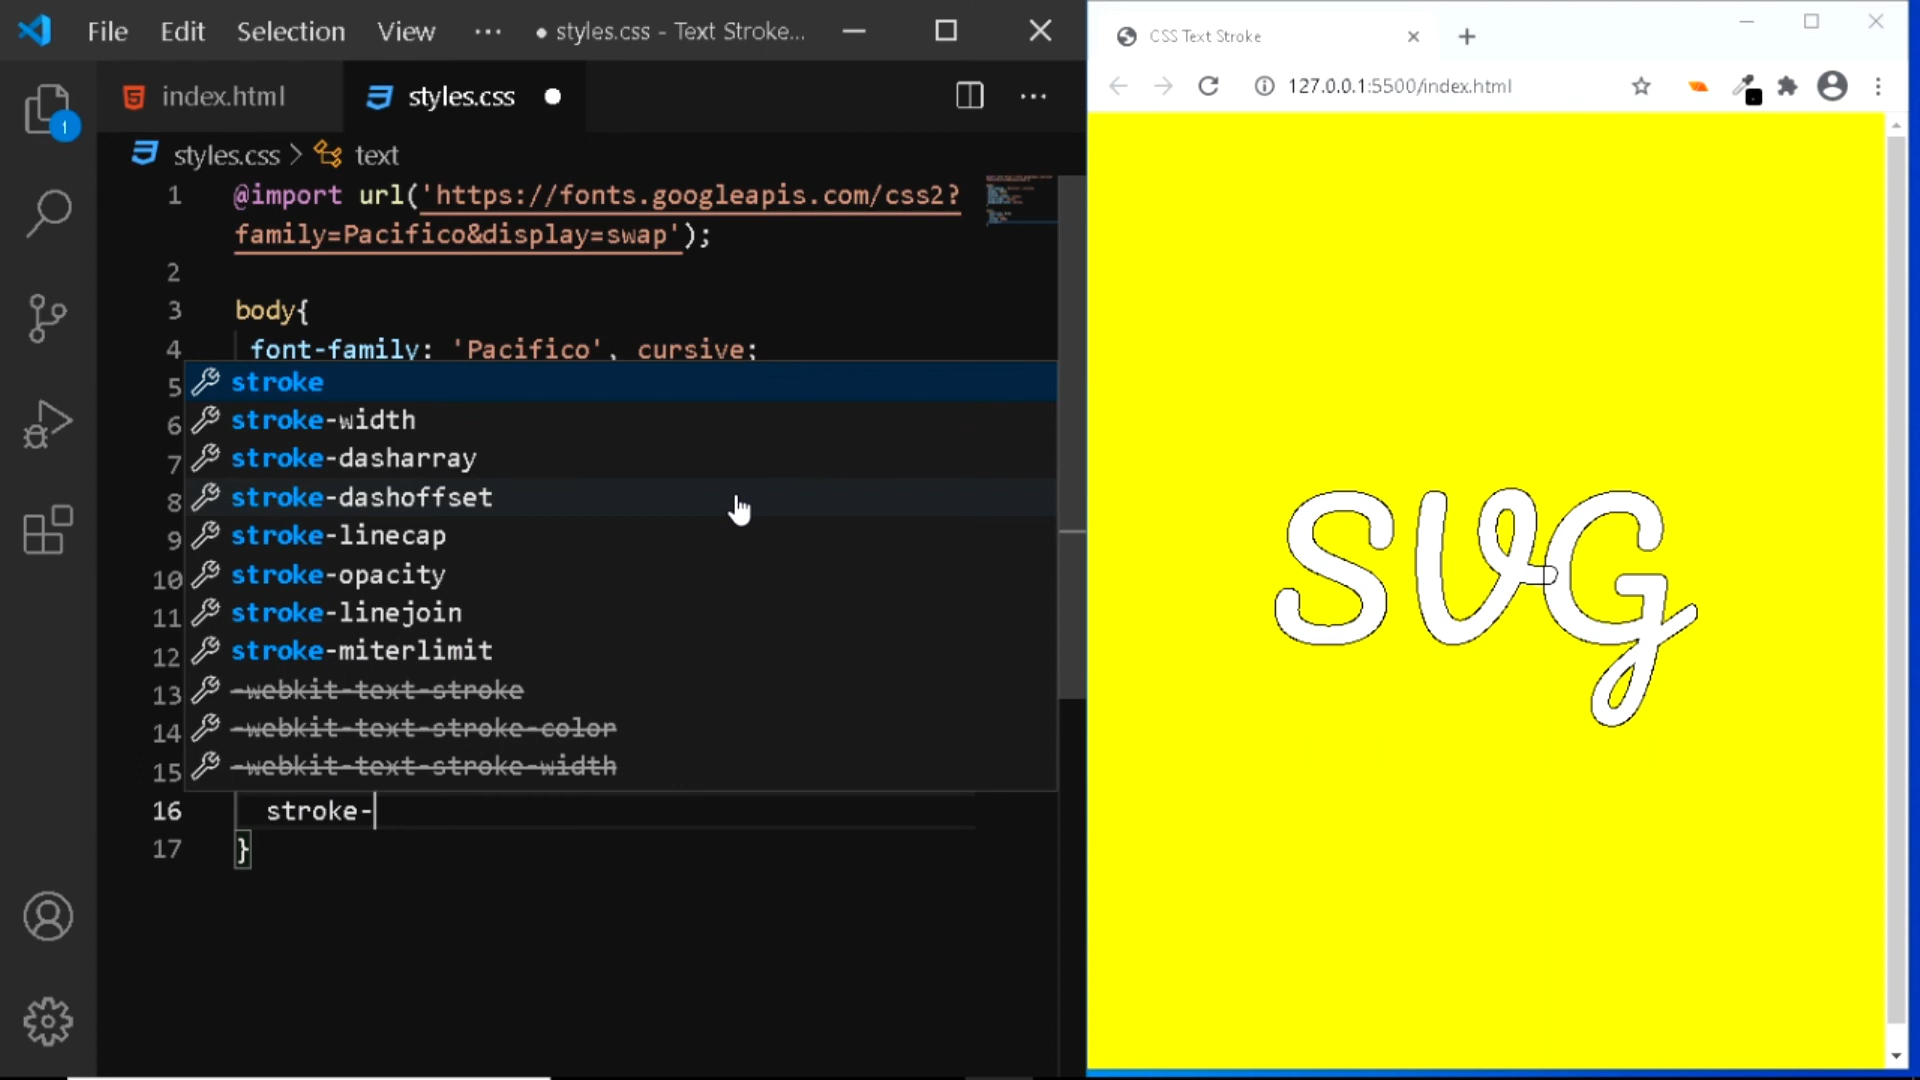 File Edit Selection View ··· ● styles.css - Text Stroke...
index.html styles.css ●
styles.css > text
1 @import url('https://fonts.googleapis.com/css2?
family=Pacifico&display=swap');
2
3 body{
4 font-family: 'Pacifico', cursive;
5 stroke
6 stroke-width
7 stroke-dasharray
8 stroke-dashoffset
9 stroke-linecap
10 stroke-opacity
11 stroke-linejoin
12 stroke-miterlimit
13 -webkit-text-stroke
14 -webkit-text-stroke-color
15 -webkit-text-stroke-width
16 stroke-
17 }
1
CSS Text Stroke
127.0.0.1:5500/index.html
SVG